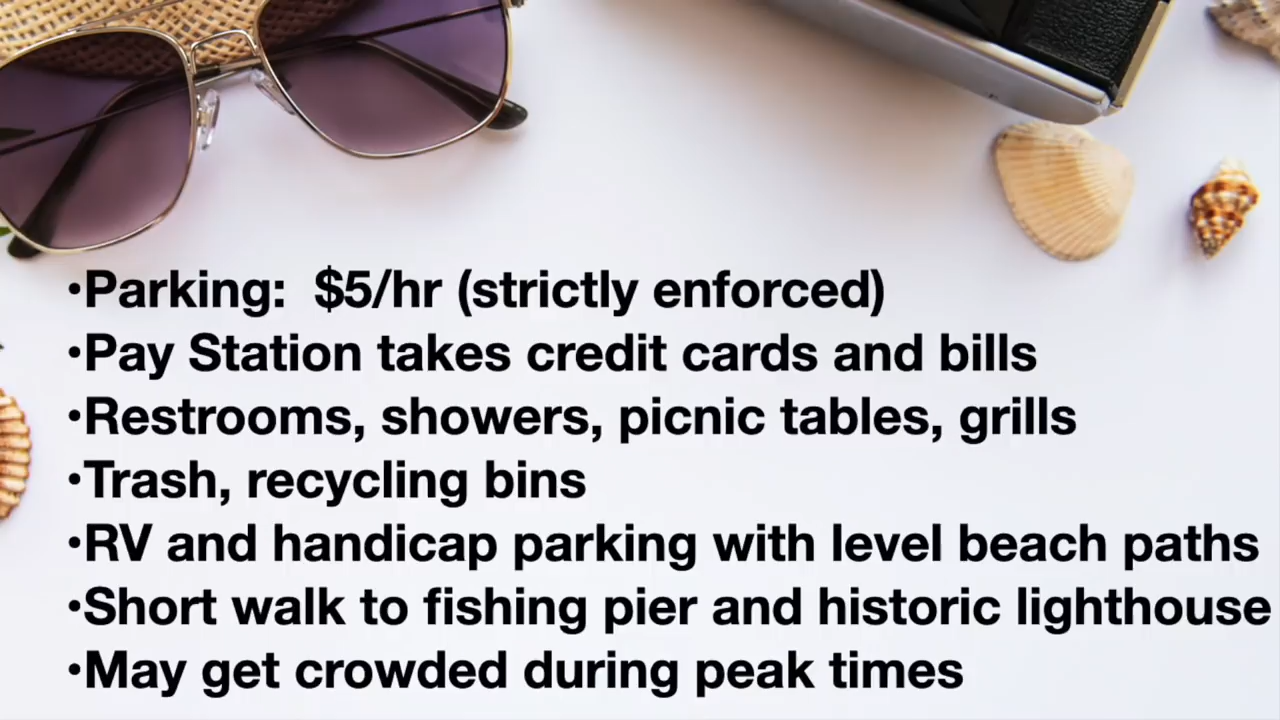 •Parking:  $5/hr (strictly enforced)
•Pay Station takes credit cards and bills
•Restrooms, showers, picnic tables, grills
•Trash, recycling bins
•RV and handicap parking with level beach paths
•Short walk to fishing pier and historic lighthouse
•May get crowded during peak times